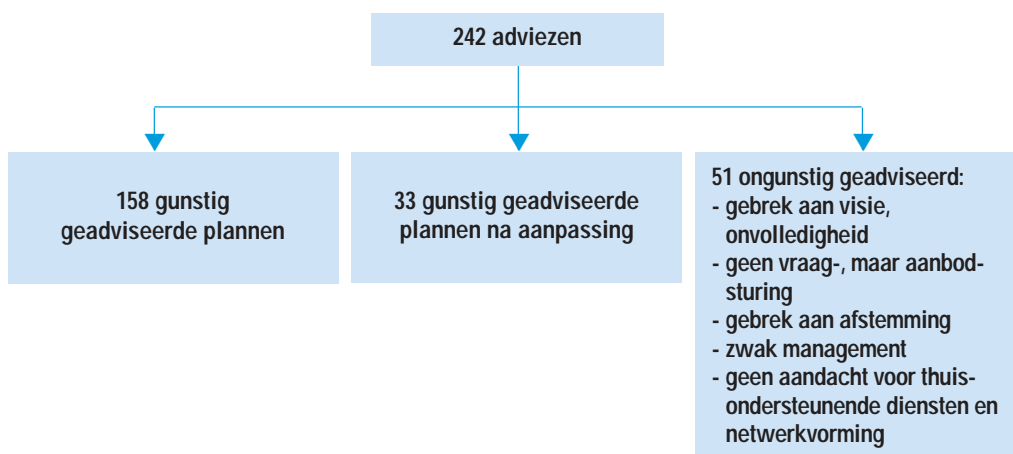 242 adviezen
158 gunstig
geadviseerde plannen
33 gunstig geadviseerde
plannen na aanpassing
51 ongunstig geadviseerd:
- gebrek aan visie,
onvolledigheid
- geen vraag-, maar aanbod-
sturing
- gebrek aan afstemming
- zwak management
- geen aandacht voor thuis-
ondersteunende diensten en
netwerkvorming